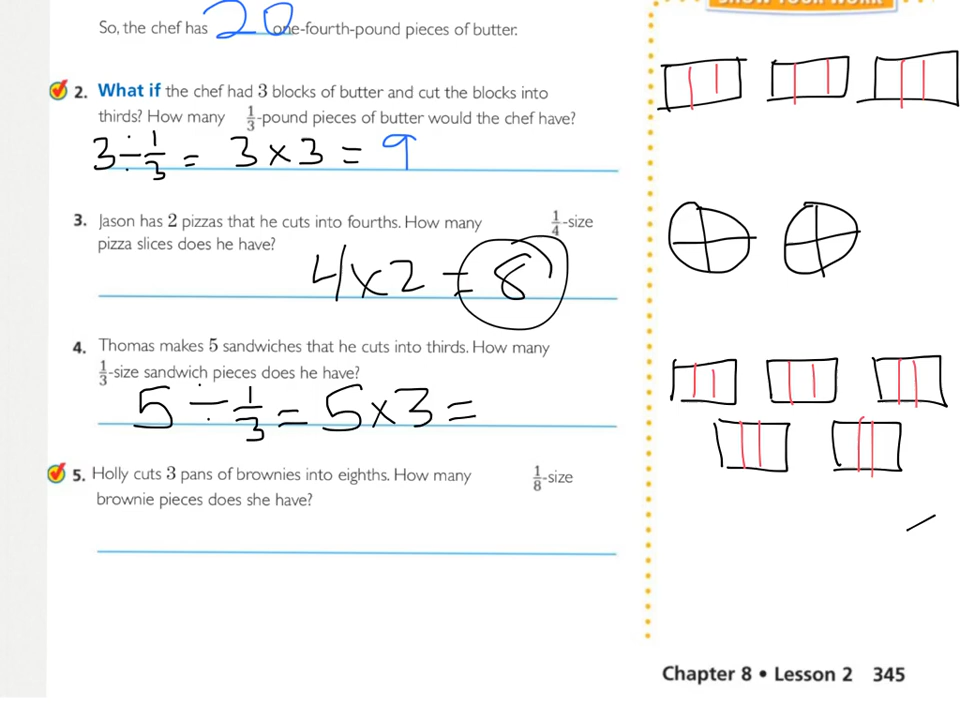 SHOW YOUR WORK
So, the chef has 20 one-fourth-pound pieces of butter.
2. What if the chef had 3 blocks of butter and cut the blocks into
thirds? How many 1/3-pound pieces of butter would the chef have?
3 ÷ 1/3 = 3 x 3 = 9
3. Jason has 2 pizzas that he cuts into fourths. How many 1/4-size
pizza slices does he have?
4 x 2 = 8
4. Thomas makes 5 sandwiches that he cuts into thirds. How many
1/3-size sandwich pieces does he have?
5 ÷ 1/3 = 5 x 3 =
5. Holly cuts 3 pans of brownies into eighths. How many 1/8-size
brownie pieces does she have?
Chapter 8 • Lesson 2 345